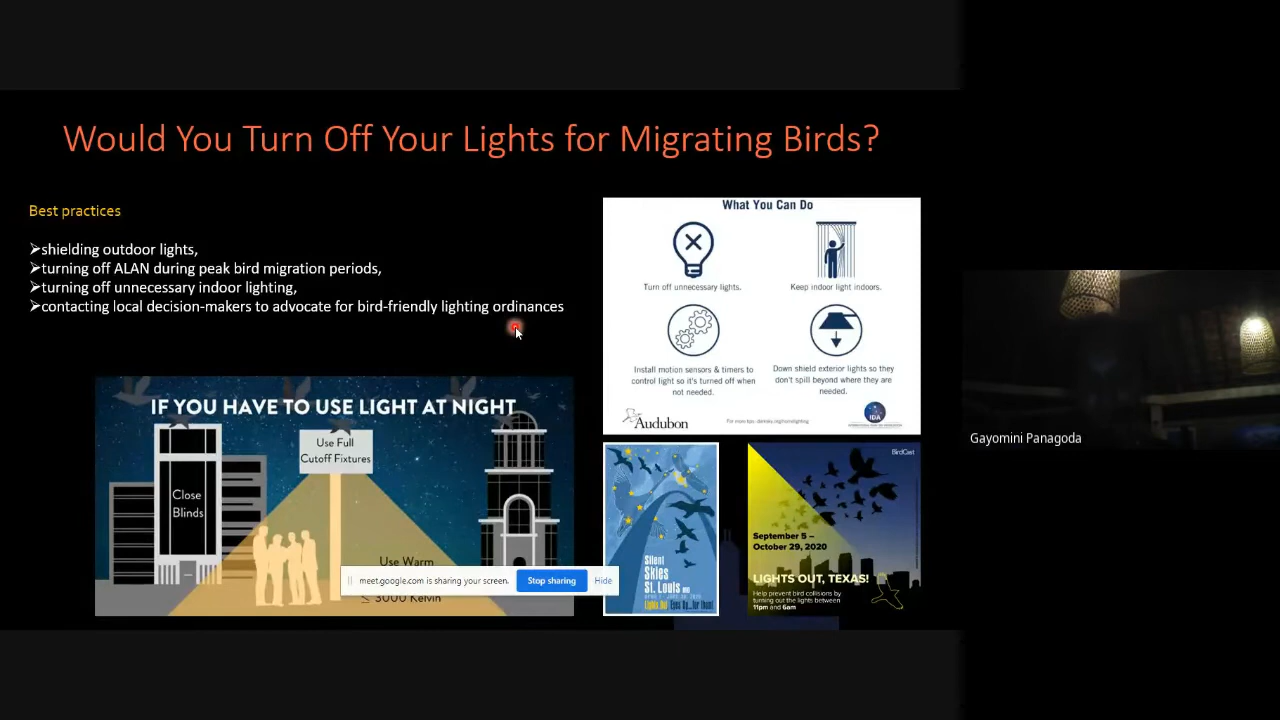 Would You Turn Off Your Lights for Migrating Birds?
Best practices
➢shielding outdoor lights,
➢turning off ALAN during peak bird migration periods,
➢turning off unnecessary indoor lighting,
➢contacting local decision-makers to advocate for bird-friendly lighting ordinances
What You Can Do
Turn off unnecessary lights.
Keep indoor light indoors.
Install motion sensors & timers to
control light so it's turned off when
not needed.
Down shield exterior lights so they
don't spill beyond where they are
needed.
Audubon
IDA
IF YOU HAVE TO USE LIGHT AT NIGHT
Use Full
Cutoff Fixtures
Close
Blinds
Use Warm
≤ 3000 Kelvin
meet.google.com is sharing your screen.
Stop sharing
Hide
Silent
Skies
St. Louis
BirdCast
September 5 –
October 29, 2020
LIGHTS OUT, TEXAS!
Help prevent bird collisions by
turning out the lights between
11pm and 6am
Gayomini Panagoda